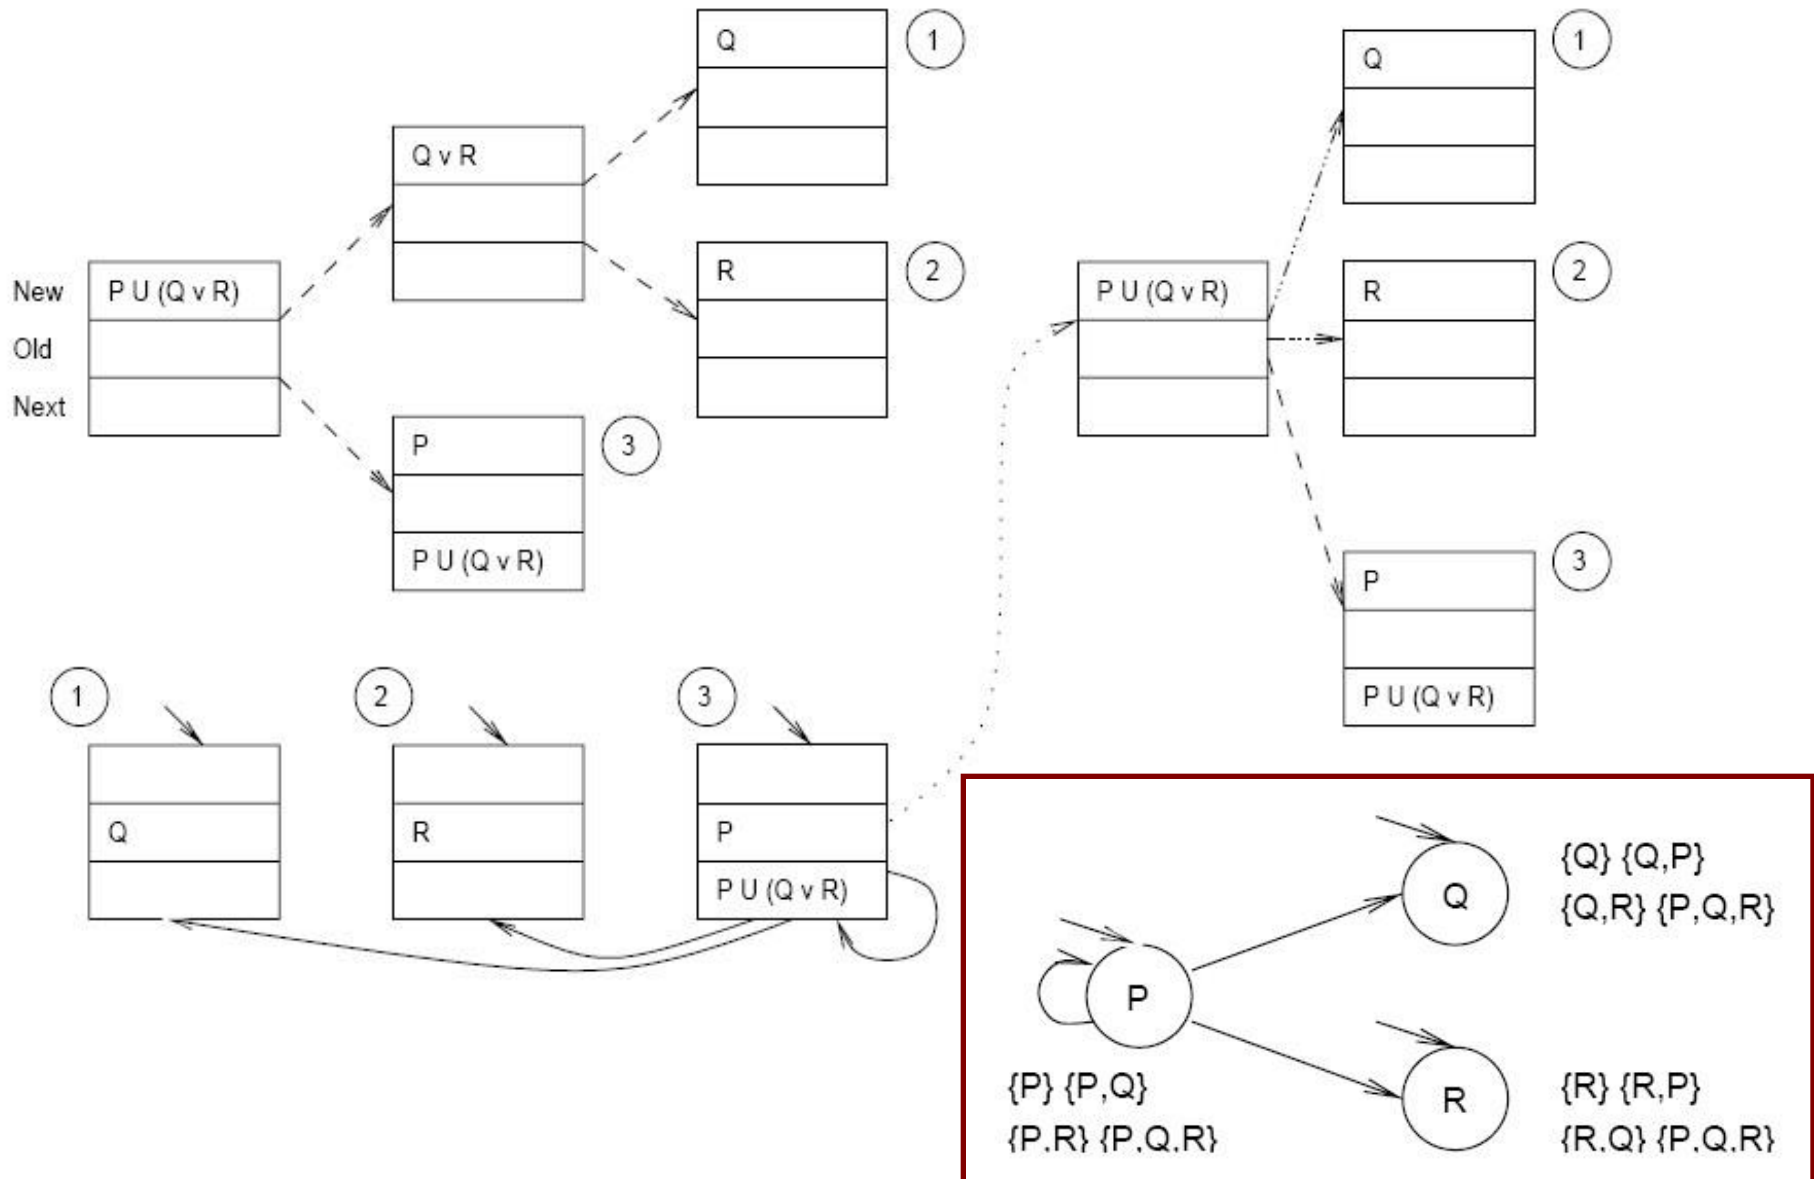 Q
1
Q v R
R
2
New
P U (Q v R)
Old
Next
P
3
P U (Q v R)
P U (Q v R)
Q
1
R
2
P
3
P U (Q v R)
1
2
3
Q
R
P
P U (Q v R)
Q
{Q} {Q,P}
{Q,R} {P,Q,R}
P
{P} {P,Q}
{P,R} {P,Q,R}
R
{R} {R,P}
{R,Q} {P,Q,R}